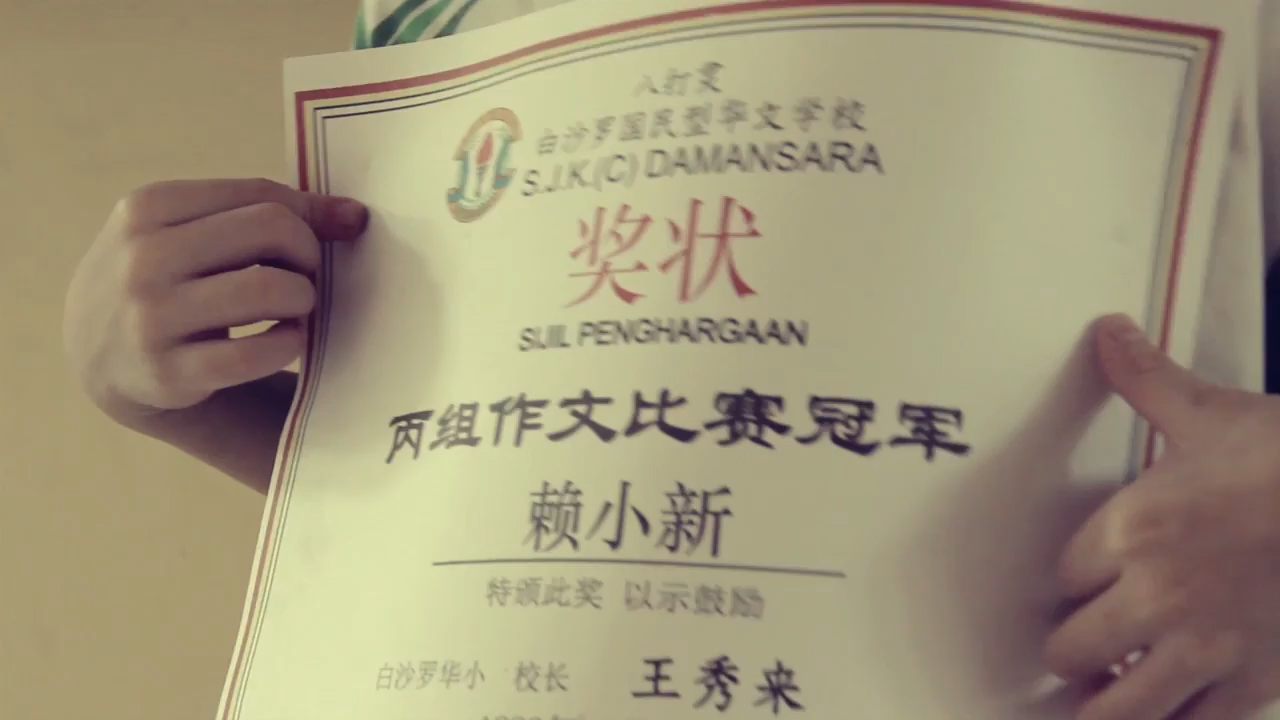 八打灵
白沙罗国民型华文学校
S.J.K.(C) DAMANSARA
奖状
SIJIL PENGHARGAAN
丙组作文比赛冠军
赖小新
特颁此奖 以示鼓励
白沙罗华小 校长 王秀来